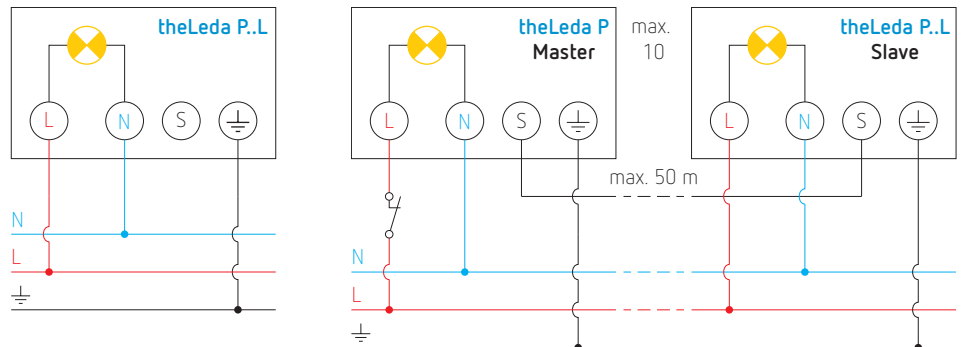 theLeda P..L
L
N
S
N
L
theLeda P
Master
max.
10
L
N
S
N
L
max. 50 m
theLeda P..L
Slave
L
N
S